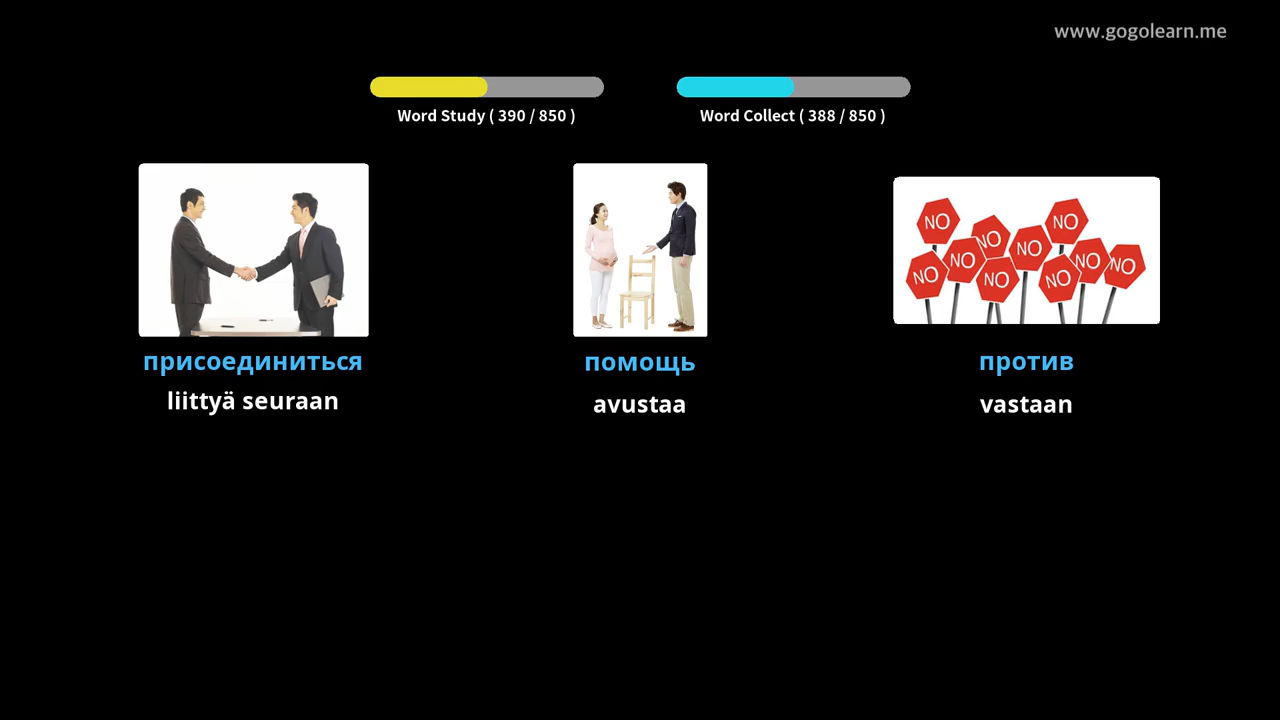 www.gogolearn.me
Word Study ( 390 / 850 )
Word Collect ( 388 / 850 )
NO
NO
NO
NO
NO
NO
NO
NO
NO
NO
присоединиться
помощь
против
liittyä seuraan
avustaa
vastaan